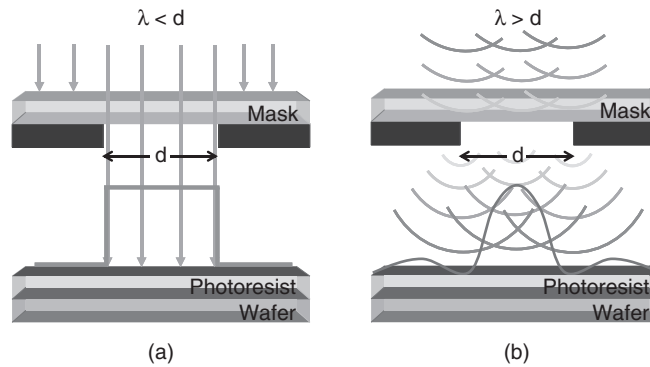 λ < d
Mask
d
Photoresist
Wafer
(a)
λ > d
Mask
d
Photoresist
Wafer
(b)